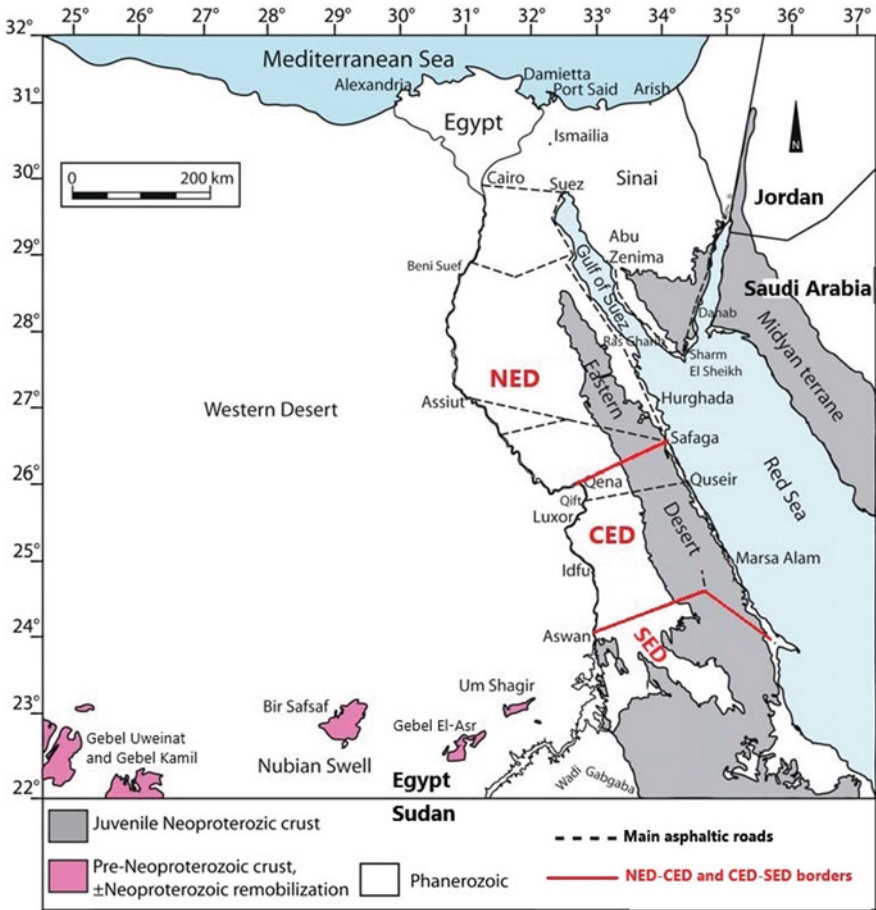 25° 26° 27° 28° 29° 30° 31° 32° 33° 34° 35° 36° 37°
32°
31°
30°
29°
28°
27°
26°
25°
24°
23°
22°
Mediterranean Sea
Alexandria
Damietta
Port Said
Arish
Egypt
Ismailia
N
0 200 km
Cairo
Suez
Sinai
Jordan
Abu
Zenima
Beni Suef
Gulf of Suez
Saudi Arabia
Dahab
Ras Gharib
Sharm
El Sheikh
Midyan terrane
NED
Eastern
Hurghada
Western Desert
Assiut
Safaga
Red Sea
Qena
Quseir
Qift
Luxor
CED
Desert
Marsa Alam
Idfu
Aswan
SED
Um Shagir
Bir Safsaf
Gebel El-Asr
Gebel Uweinat
and Gebel Kamil
Nubian Swell
Wadi Gabgaba
Egypt
Sudan
Juvenile Neoproterozic crust
Main asphaltic roads
Pre-Neoproterozoic crust,
±Neoproterozoic remobilization
Phanerozoic
NED-CED and CED-SED borders